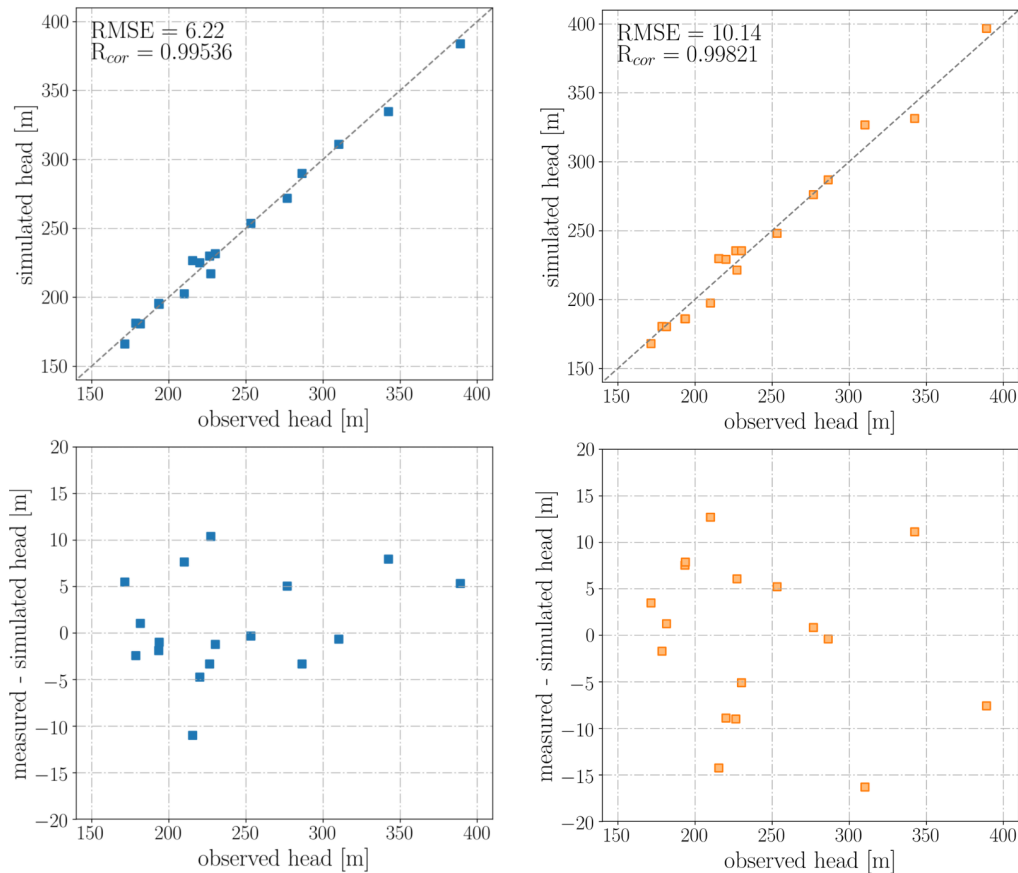 RMSE = 6.22
R_cor = 0.99536
400
350
300
250
200
150
simulated head [m]
150 200 250 300 350 400
observed head [m]
RMSE = 10.14
R_cor = 0.99821
400
350
300
250
200
150
simulated head [m]
150 200 250 300 350 400
observed head [m]
20
15
10
5
0
−5
−10
−15
−20
measured - simulated head [m]
150 200 250 300 350 400
observed head [m]
20
15
10
5
0
−5
−10
−15
−20
measured - simulated head [m]
150 200 250 300 350 400
observed head [m]